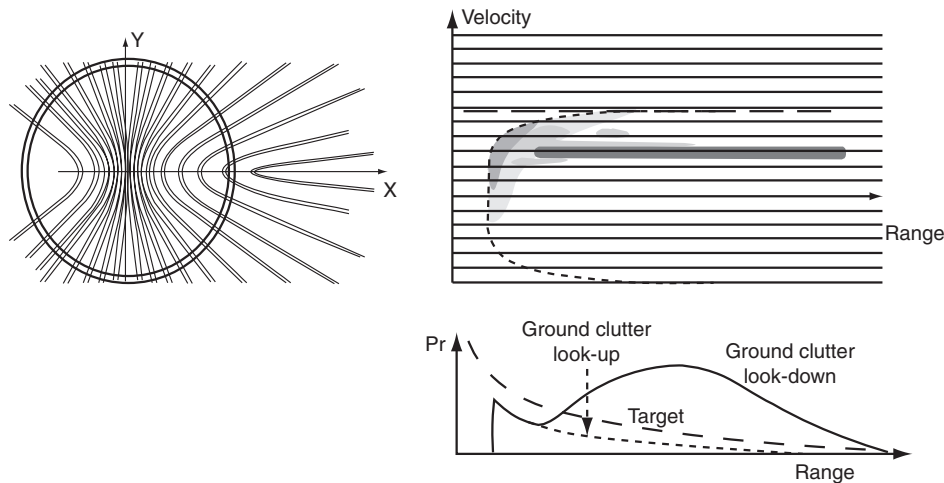 Y
X
Velocity
Range
Pr
Ground clutter
look-up
Ground clutter
look-down
Target
Range